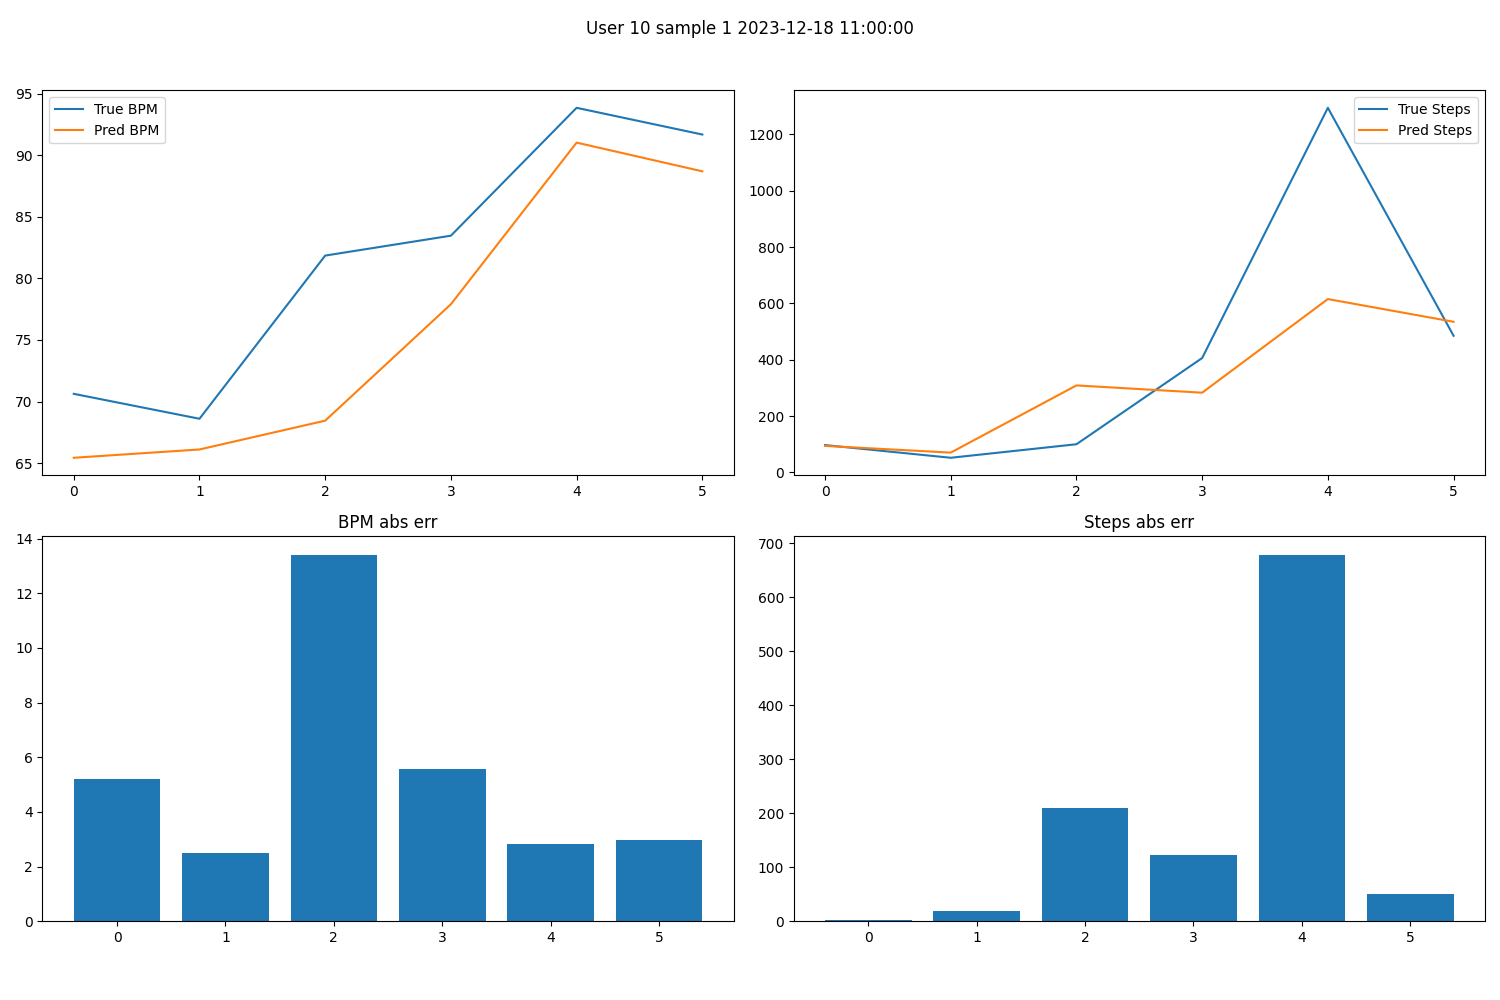 User 10 sample 1 2023-12-18 11:00:00
True BPM
Pred BPM
95
90
85
80
75
70
65
0 1 2 3 4 5
True Steps
Pred Steps
1200
1000
800
600
400
200
0
0 1 2 3 4 5
BPM abs err
14
12
10
8
6
4
2
0
0 1 2 3 4 5
Steps abs err
700
600
500
400
300
200
100
0
0 1 2 3 4 5